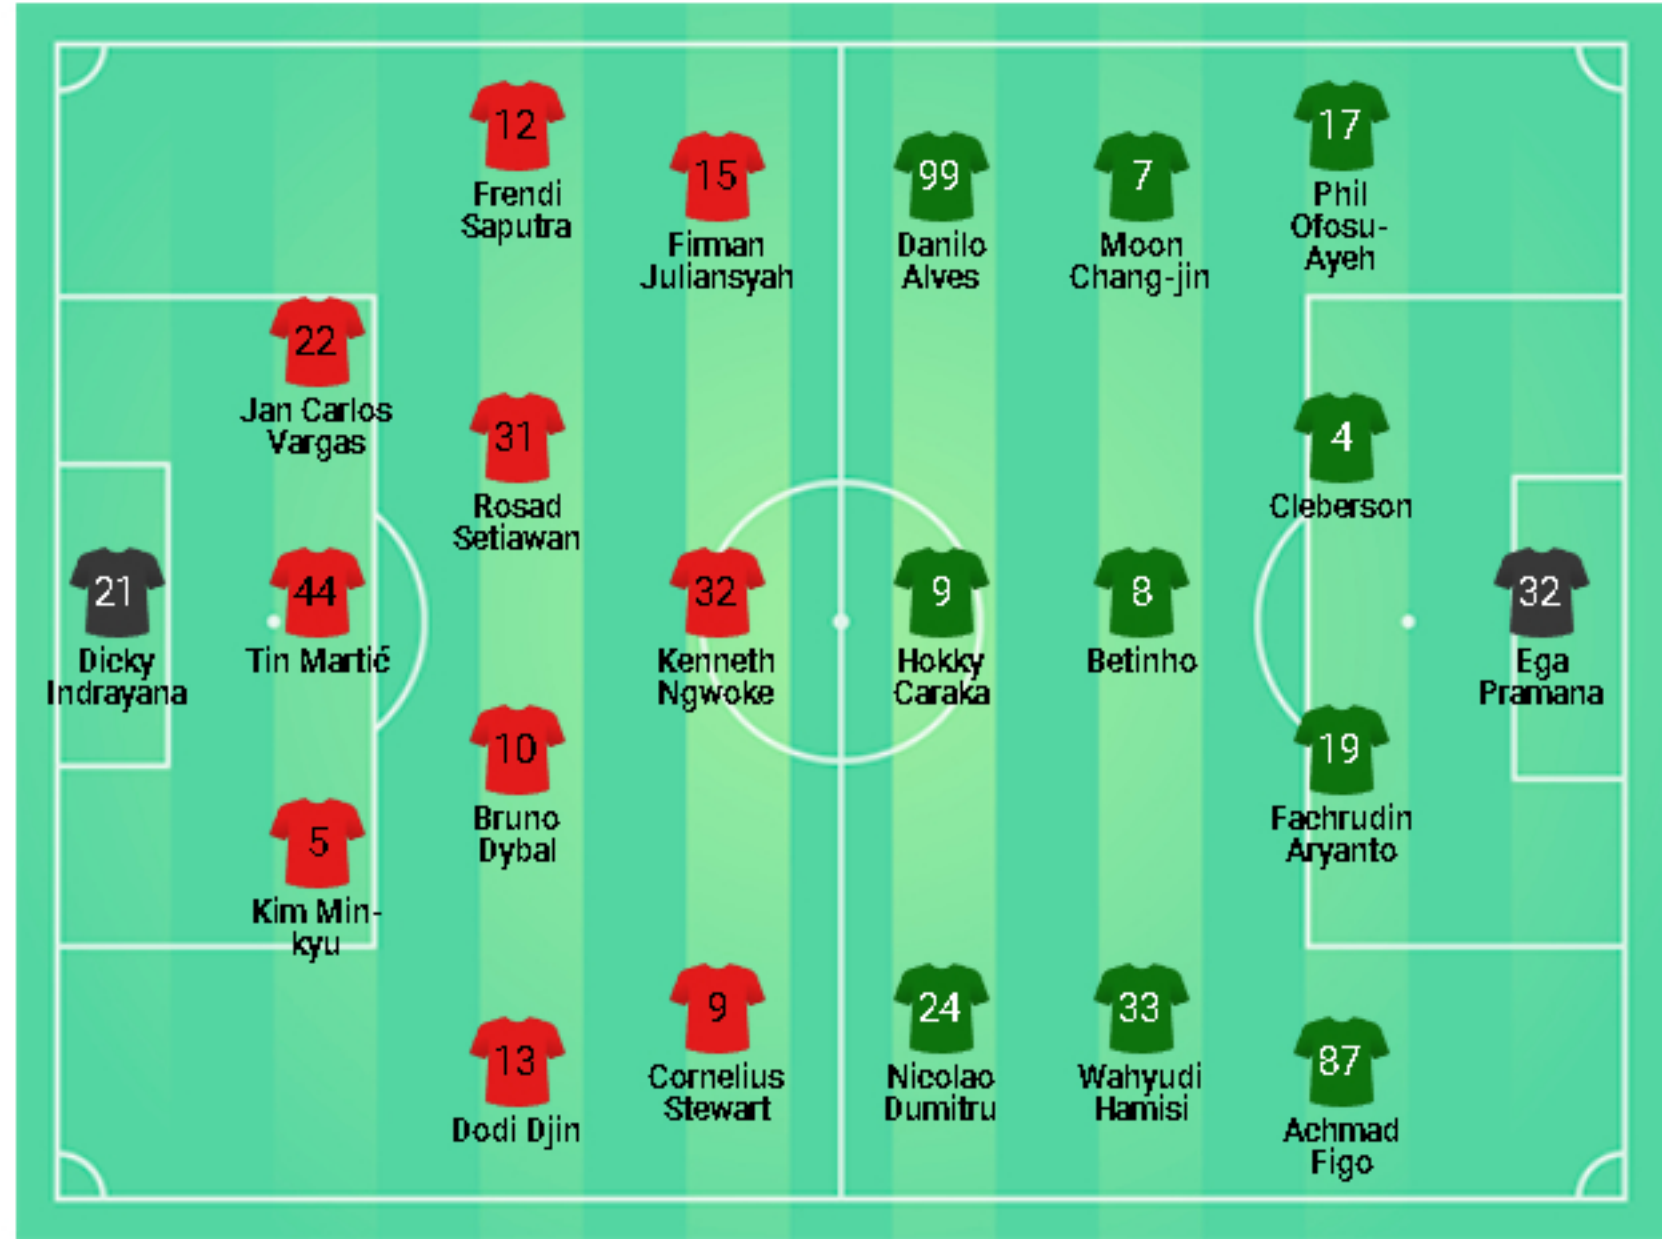 12
Frendi
Saputra
15
Firman
Juliansyah
99
Danilo
Alves
7
Moon
Chang-jin
17
Phil
Ofosu-
Ayeh
22
Jan Carlos
Vargas
31
Rosad
Setiawan
4
Cleberson
21
Dicky
Indrayana
44
Tin Martić
32
Kenneth
Ngwoke
9
Hokky
Caraka
8
Betinho
32
Ega
Pramana
10
Bruno
Dybal
19
Fachrudin
Aryanto
5
Kim Min-
kyu
13
Dodi Djin
9
Cornelius
Stewart
24
Nicolao
Dumitru
33
Wahyudi
Hamisi
87
Achmad
Figo